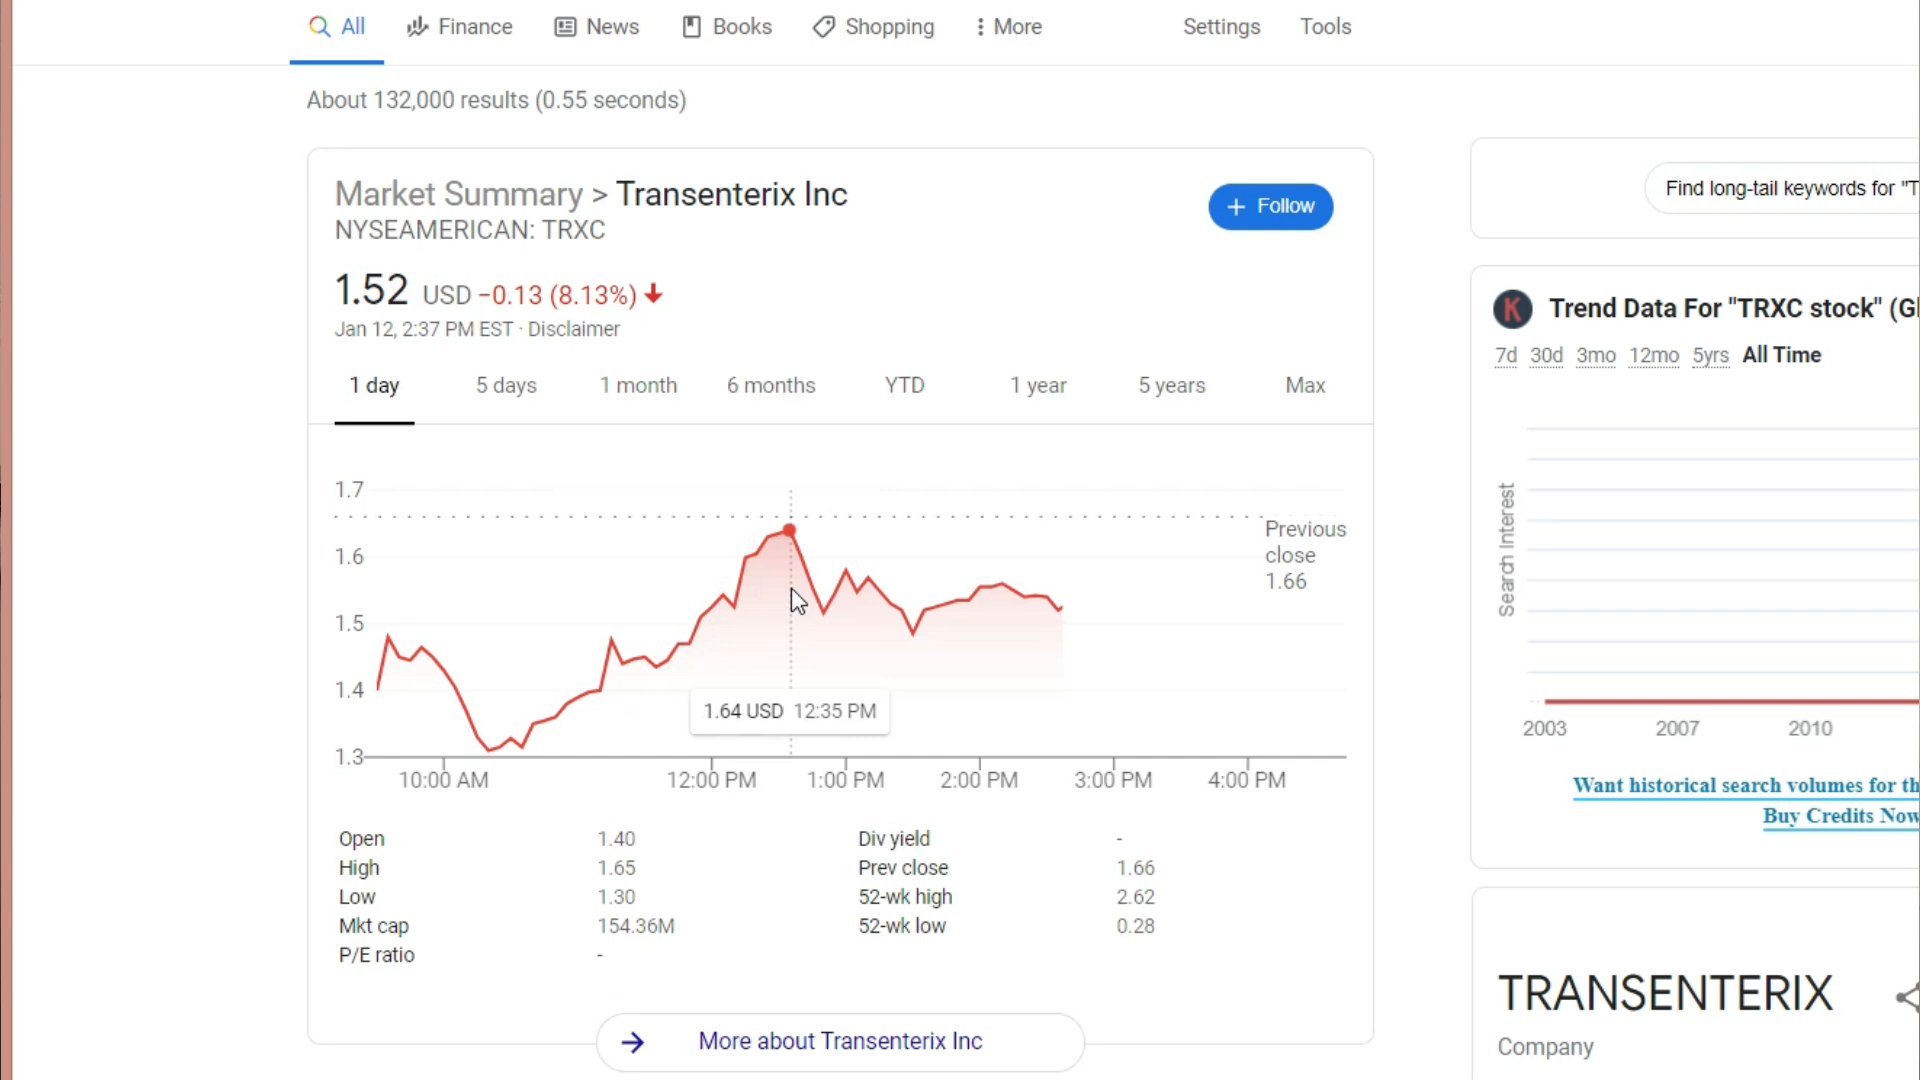 All Finance News Books Shopping More Settings Tools
About 132,000 results (0.55 seconds)
Market Summary > Transenterix Inc
NYSEAMERICAN: TRXC
+ Follow
1.52 USD −0.13 (8.13%)
Jan 12, 2:37 PM EST · Disclaimer
1 day 5 days 1 month 6 months YTD 1 year 5 years Max
1.7
1.6
1.5
1.4
1.3
Previous
close
1.66
1.64 USD 12:35 PM
10:00 AM 12:00 PM 1:00 PM 2:00 PM 3:00 PM 4:00 PM
Open 1.40 Div yield -
High 1.65 Prev close 1.66
Low 1.30 52-wk high 2.62
Mkt cap 154.36M 52-wk low 0.28
P/E ratio -
More about Transenterix Inc
Find long-tail keywords for "T
K Trend Data For "TRXC stock" (Gl
7d 30d 3mo 12mo 5yrs All Time
Search Interest
2003 2007 2010
Want historical search volumes for th
Buy Credits Now
TRANSENTERIX
Company